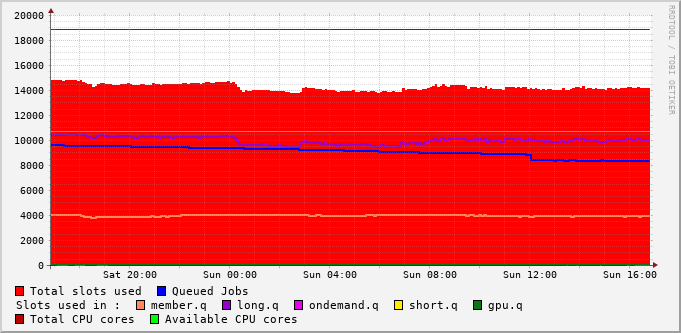 RRDTOOL / TOBI OETIKER
20000
18000
16000
14000
12000
10000
8000
6000
4000
2000
0
Sat 20:00 Sun 00:00 Sun 04:00 Sun 08:00 Sun 12:00 Sun 16:00
Total slots used Queued Jobs
Slots used in : member.q long.q ondemand.q short.q gpu.q
Total CPU cores Available CPU cores